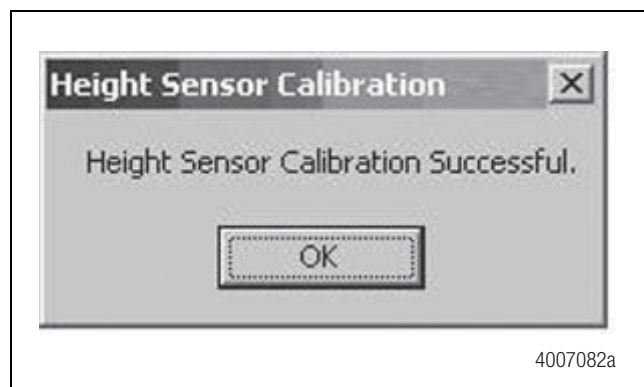 Height Sensor Calibration
Height Sensor Calibration Successful.
OK
4007082a